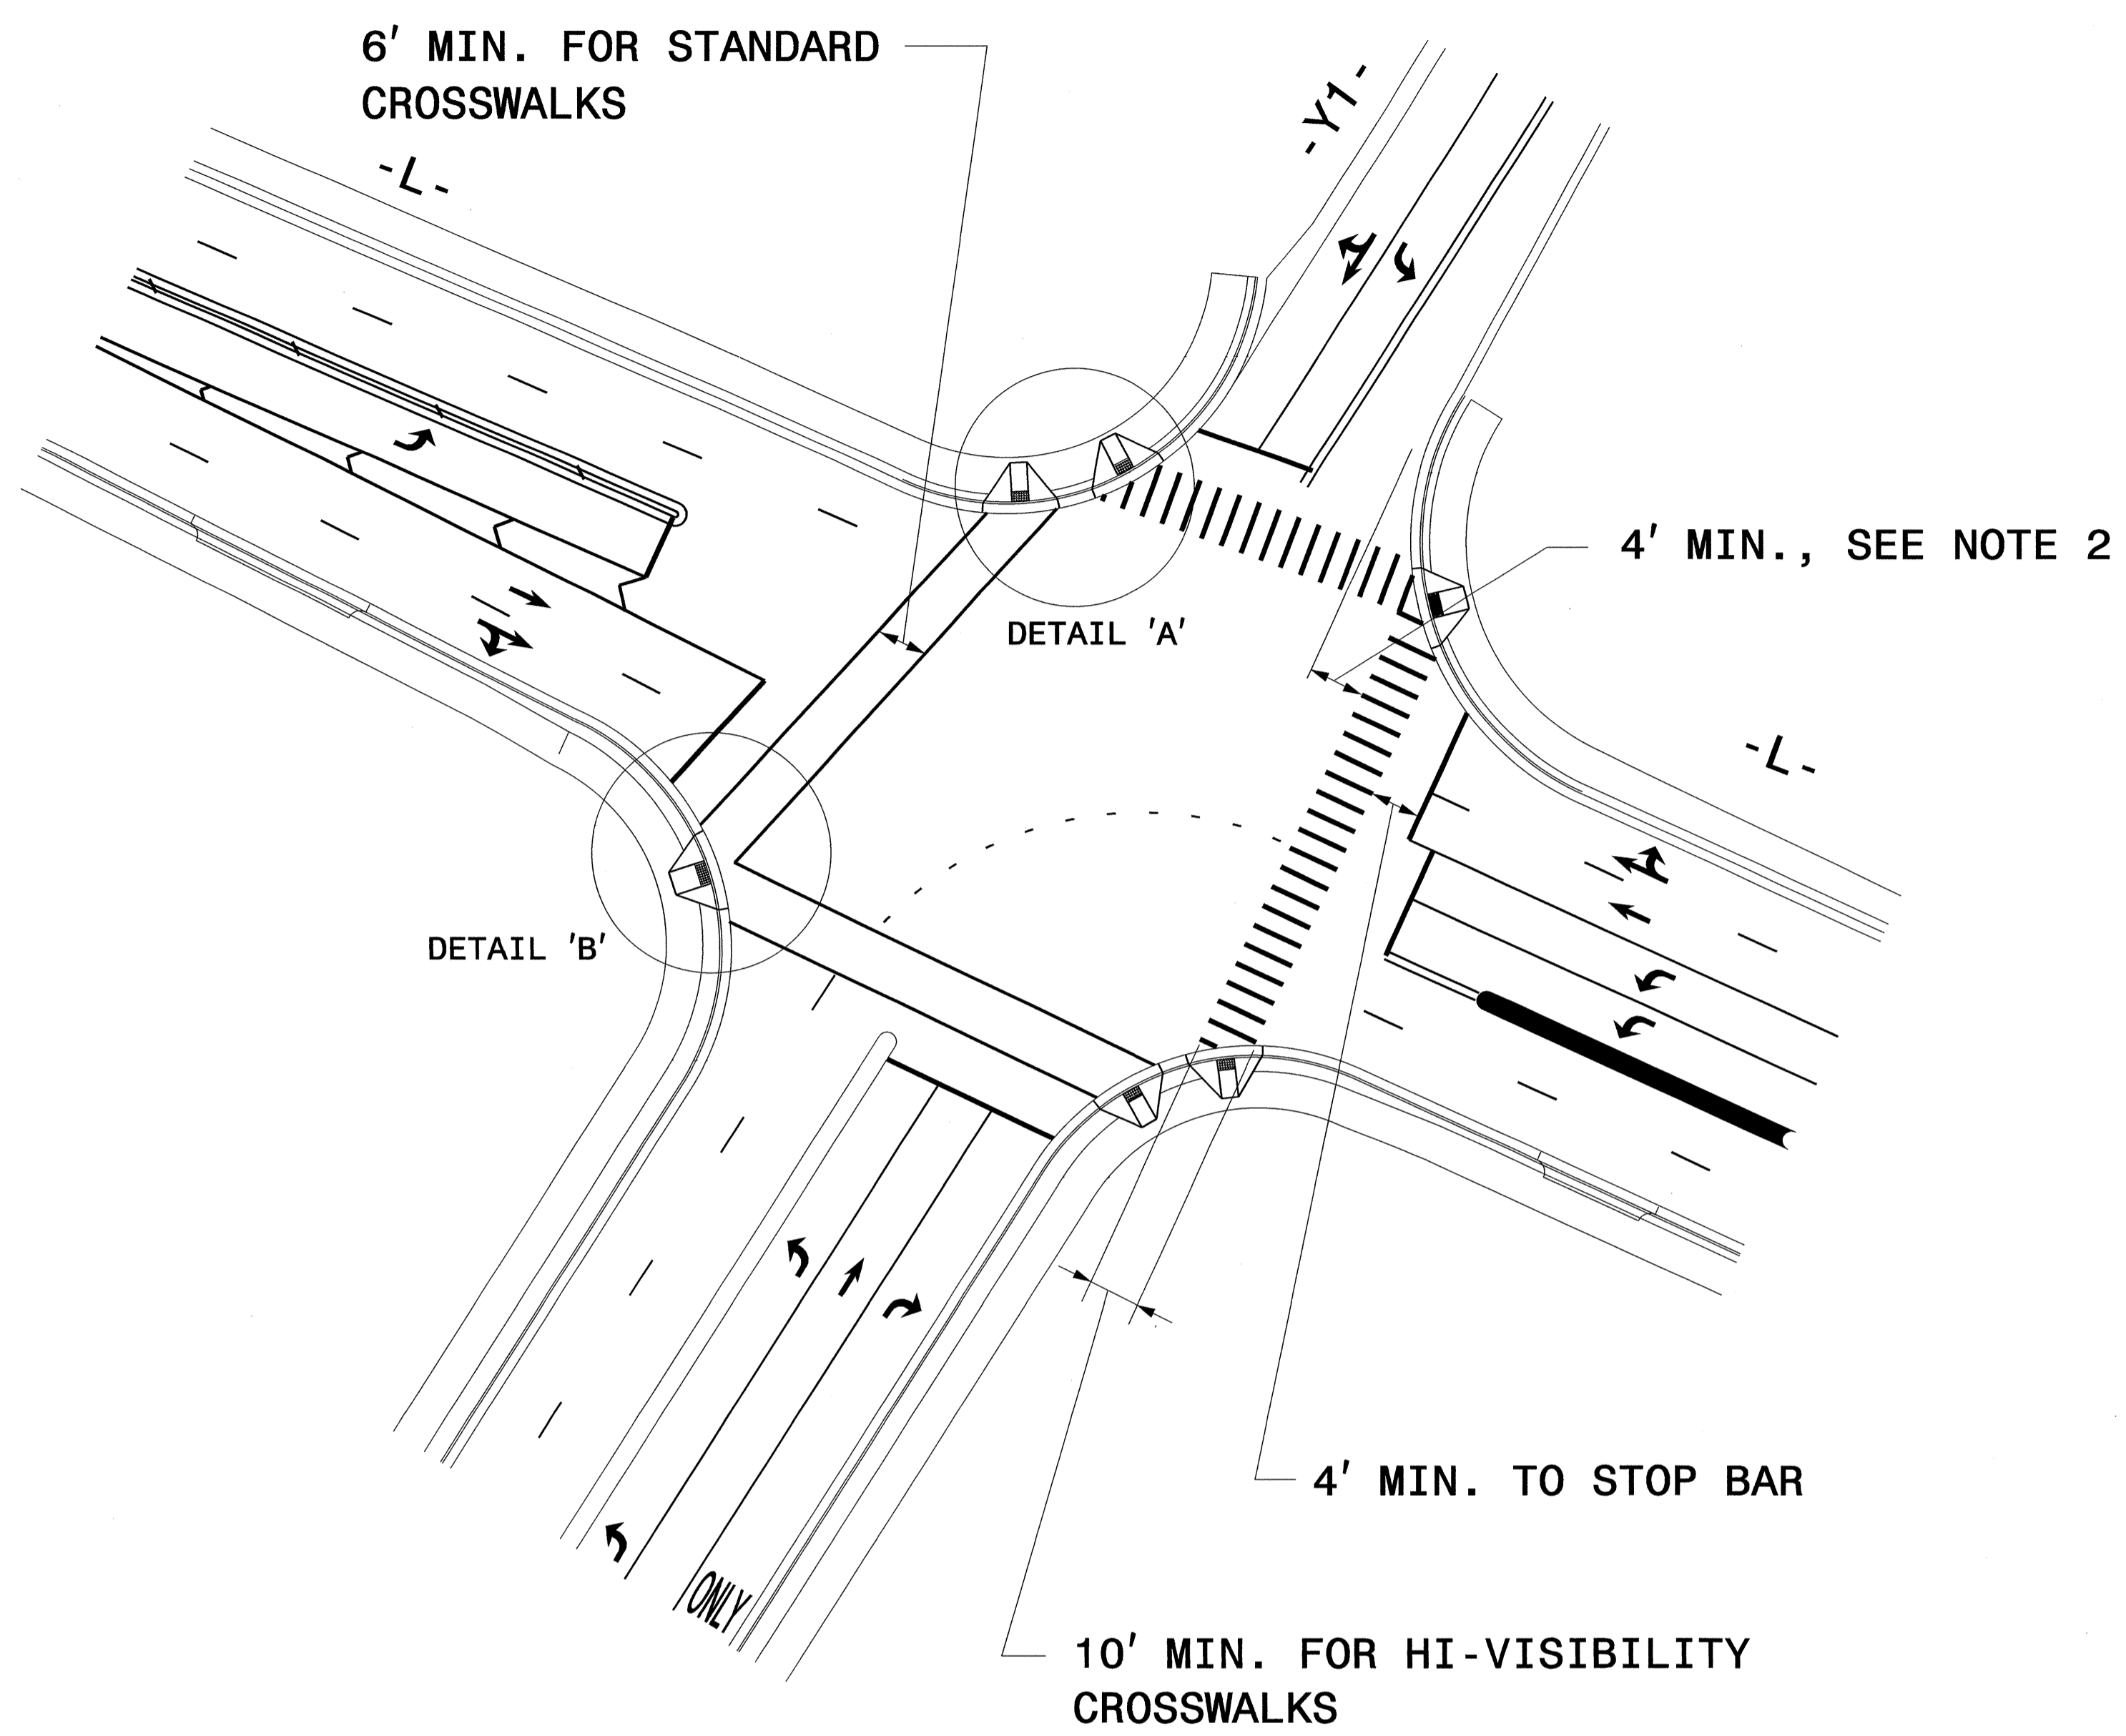 6' MIN. FOR STANDARD
CROSSWALKS
-L-
-Y1-
4' MIN., SEE NOTE 2
DETAIL 'A'
-L-
DETAIL 'B'
4' MIN. TO STOP BAR
ONLY
10' MIN. FOR HI-VISIBILITY
CROSSWALKS